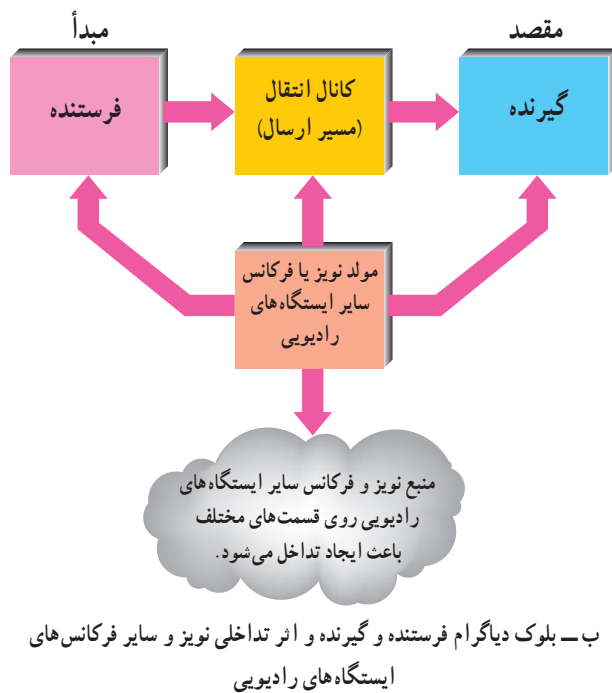 مبدأ
مقصد
فرستنده
کانال انتقال
(مسیر ارسال)
گیرنده
مولد نویز یا فرکانس
سایر ایستگاه‌های
رادیویی
منبع نویز و فرکانس سایر ایستگاه‌های
رادیویی روی قسمت‌های مختلف
باعث ایجاد تداخل می‌شود.
ب ــ بلوک دیاگرام فرستنده و گیرنده و اثر تداخلی نویز و سایر فرکانس‌های
ایستگاه‌های رادیویی